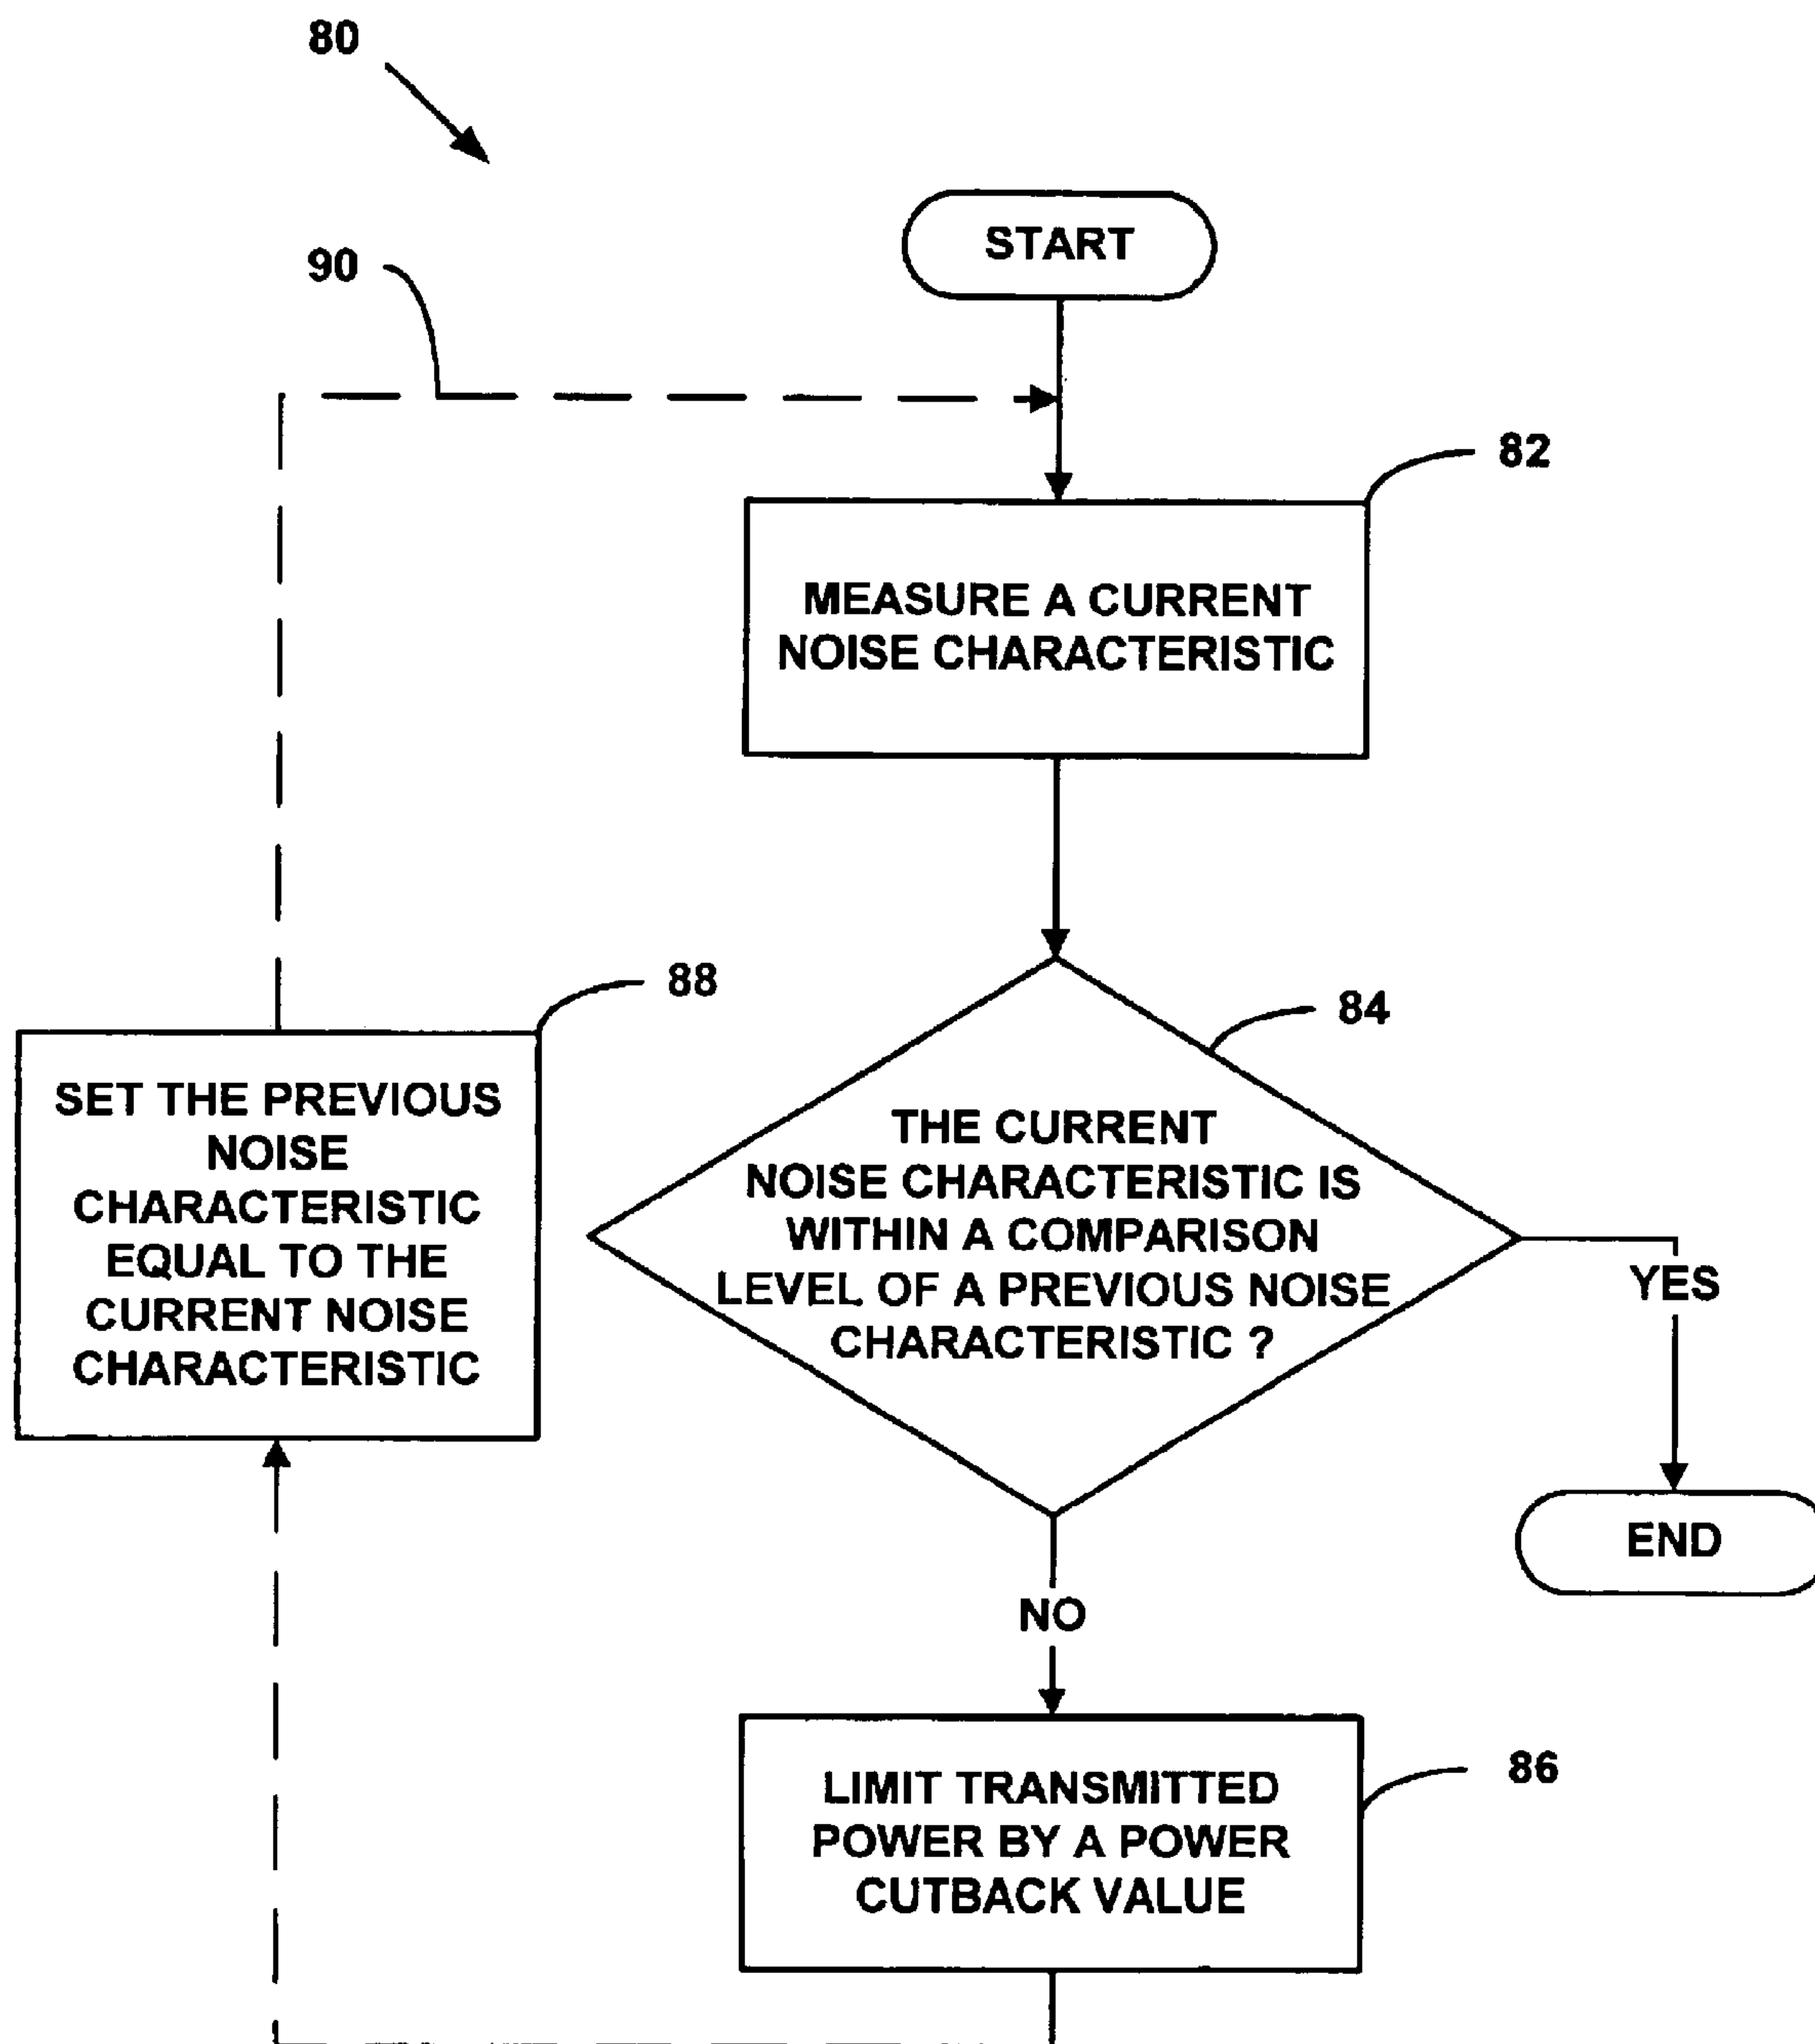 80
START
90
82
MEASURE A CURRENT
NOISE CHARACTERISTIC
88
84
SET THE PREVIOUS
NOISE
CHARACTERISTIC
EQUAL TO THE
CURRENT NOISE
CHARACTERISTIC
THE CURRENT
NOISE CHARACTERISTIC IS
WITHIN A COMPARISON
LEVEL OF A PREVIOUS NOISE
CHARACTERISTIC ?
YES
END
NO
86
LIMIT TRANSMITTED
POWER BY A POWER
CUTBACK VALUE